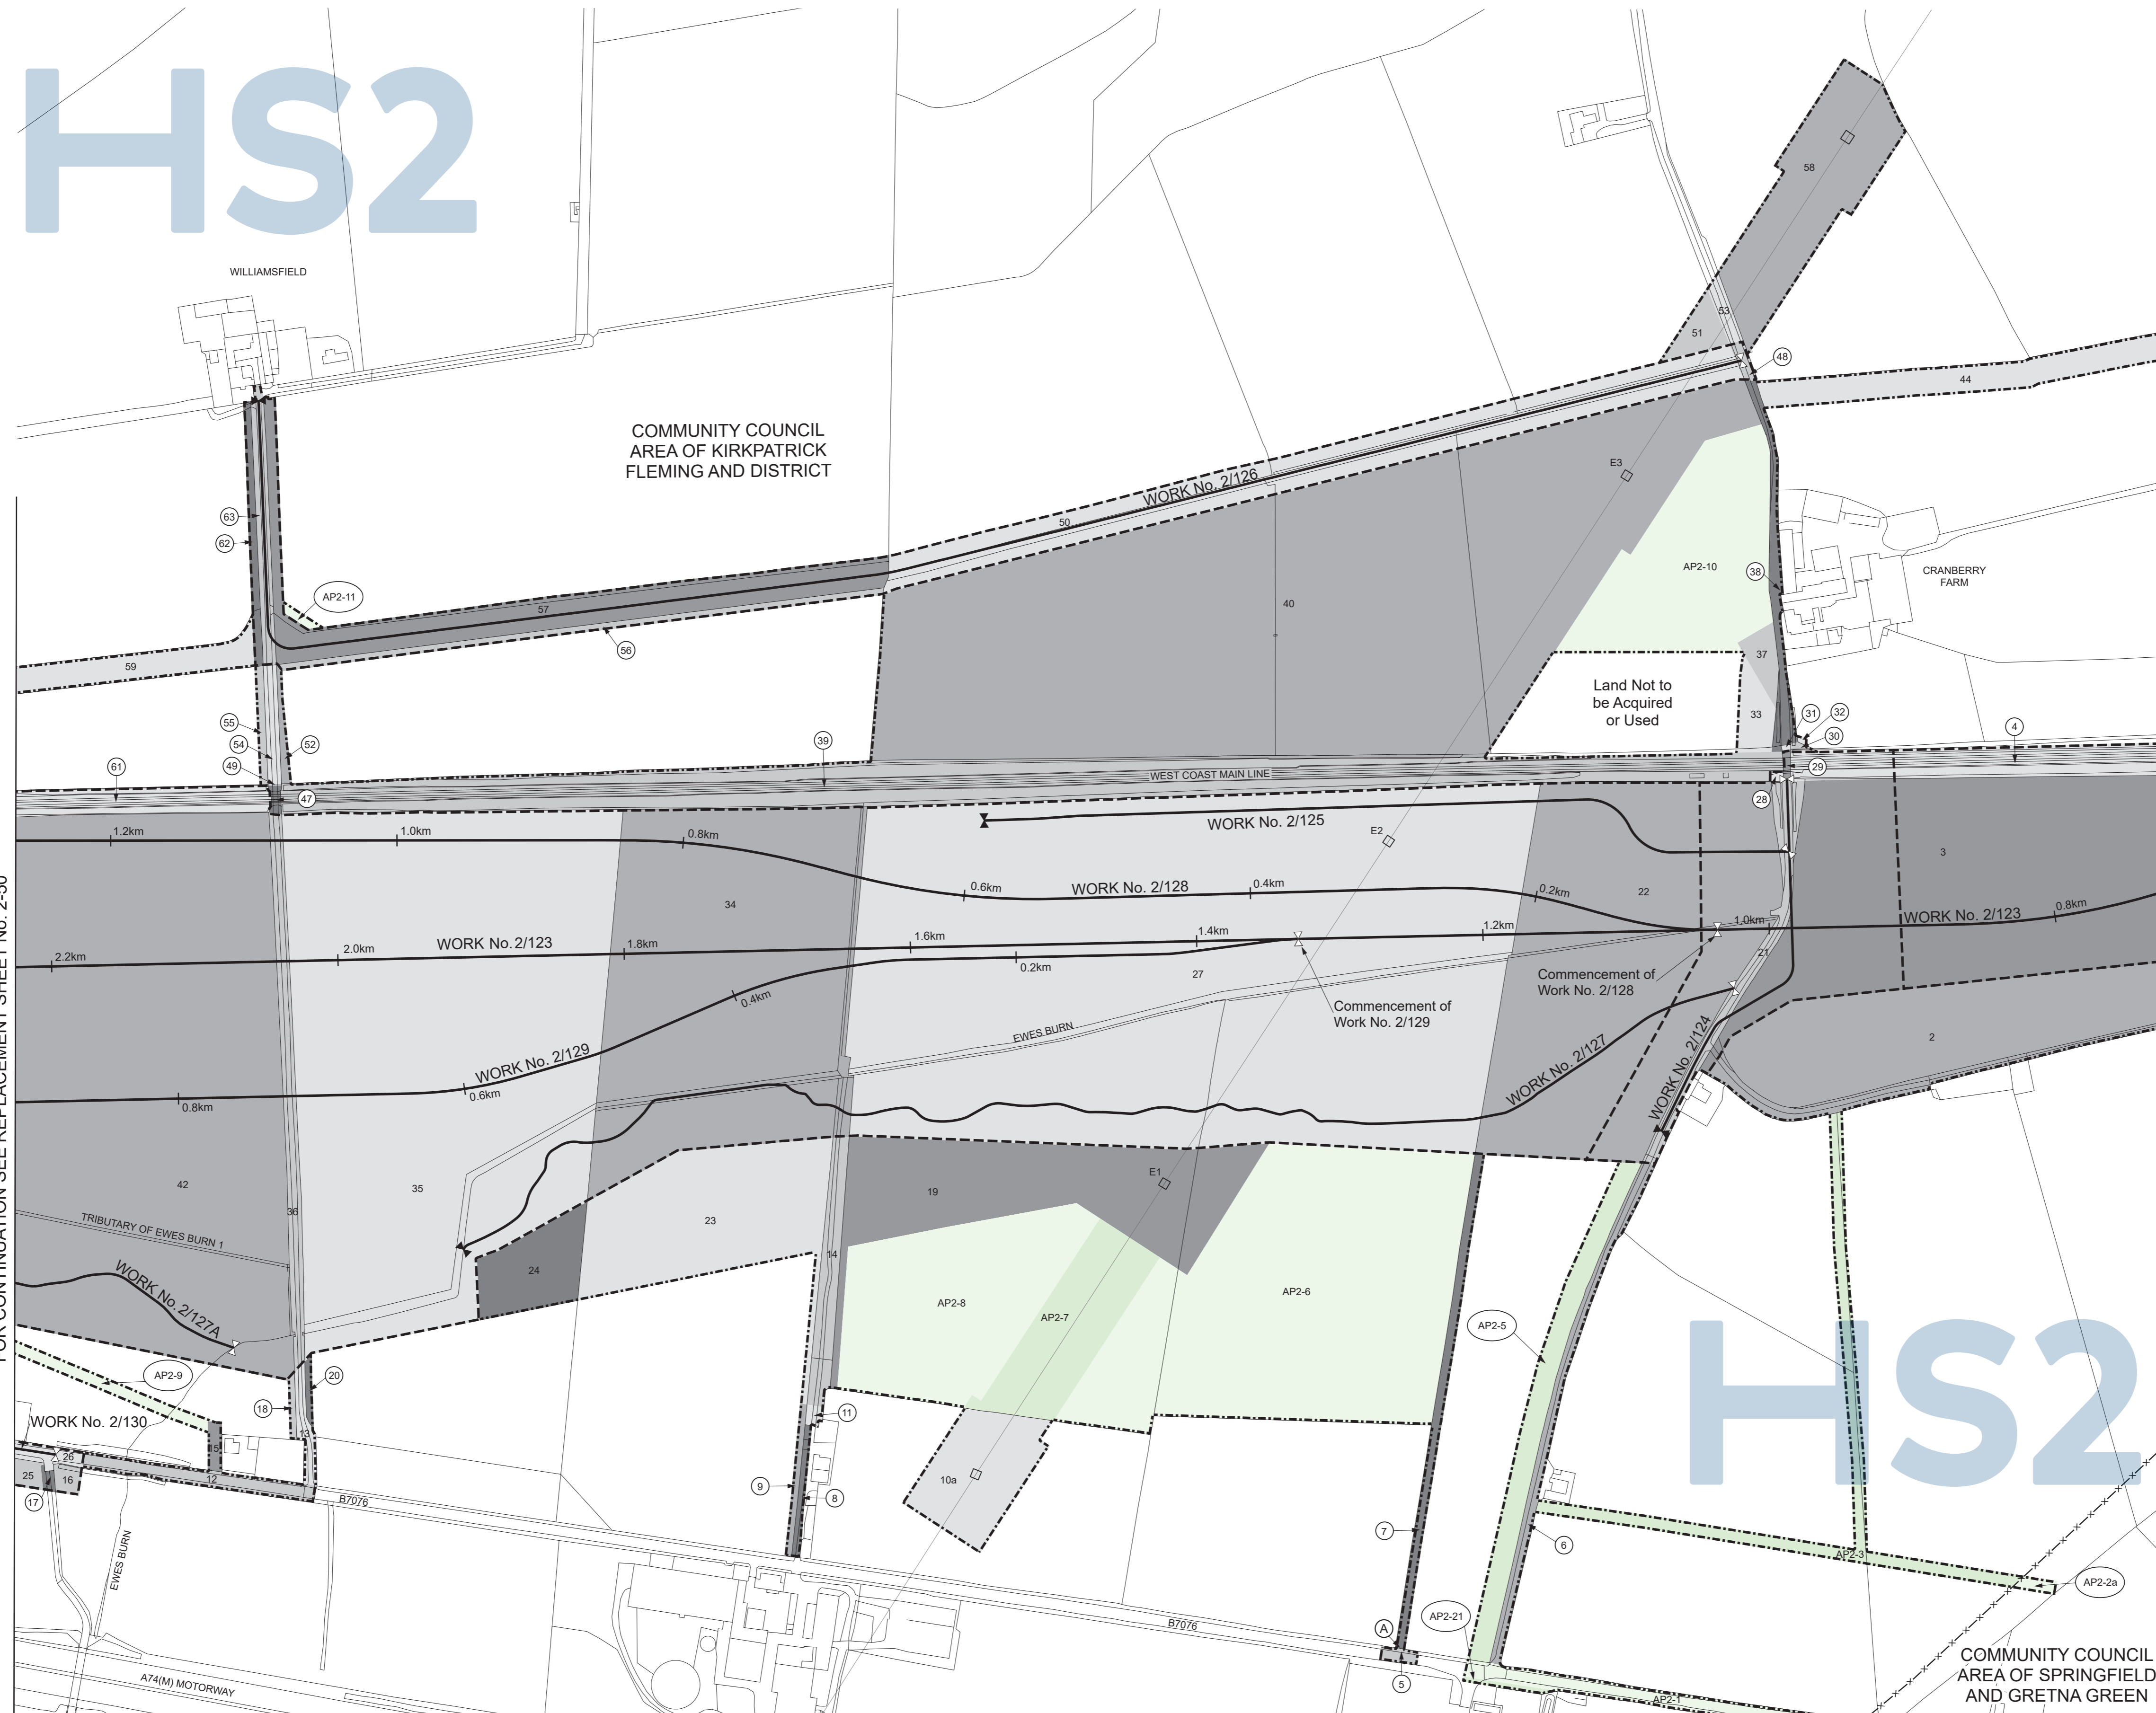 HS2
WILLIAMSFIELD
COMMUNITY COUNCIL
AREA OF KIRKPATRICK
FLEMING AND DISTRICT
58
53
51
48
44
E3
WORK No. 2/126
50
63
62
AP2-11
57
56
59
40
AP2-10
38
CRANBERRY
FARM
37
Land Not to
be Acquired
or Used
33
31
32
30
4
29
28
55
54
52
49
47
61
39
WEST COAST MAIN LINE
1.2km
1.0km
0.8km
WORK No. 2/125
E2
3
34
0.6km
WORK No. 2/128
0.4km
0.2km
22
2.2km
2.0km
WORK No. 2/123
1.8km
1.6km
1.4km
1.2km
1.0km
WORK No. 2/123
0.8km
0.2km
27
0.4km
21
Commencement of
Work No. 2/128
Commencement of
Work No. 2/129
EWES BURN
WORK No. 2/129
WORK No. 2/127
WORK No. 2/124
2
0.8km
0.6km
FOR CONTINUATION SEE REPLACEMENT SHEET No. 2-50
42
35
36
TRIBUTARY OF EWES BURN 1
WORK No. 2/127A
23
24
14
19
E1
AP2-8
AP2-7
AP2-6
AP2-5
AP2-9
20
18
13
11
WORK No. 2/130
26
15
25
16
12
17
B7076
9
8
10a
7
6
AP2-3
AP2-2a
EWES BURN
A74(M) MOTORWAY
B7076
A
5
AP2-21
AP2-1
HS2
COMMUNITY COUNCIL
AREA OF SPRINGFIELD
AND GRETNA GREEN